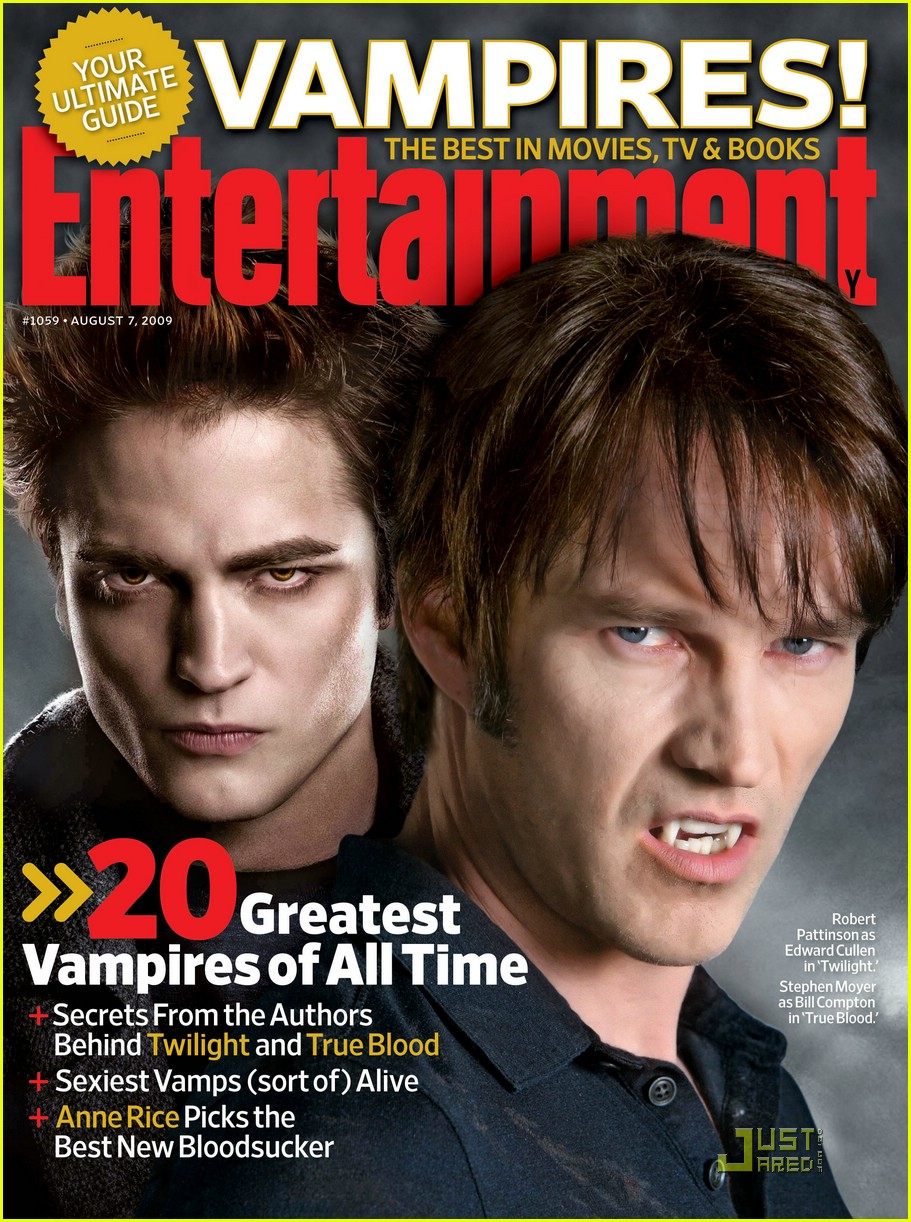 YOUR
ULTIMATE
GUIDE
VAMPIRES!
THE BEST IN MOVIES, TV & BOOKS
Entertainment
Y
#1059 • AUGUST 7, 2009
»20 Greatest
Vampires of All Time
+ Secrets From the Authors
Behind Twilight and True Blood
+ Sexiest Vamps (sort of) Alive
+ Anne Rice Picks the
Best New Bloodsucker
Robert
Pattinson as
Edward Cullen
in 'Twilight.'
Stephen Moyer
as Bill Compton
in 'True Blood.'
JUST
JARED